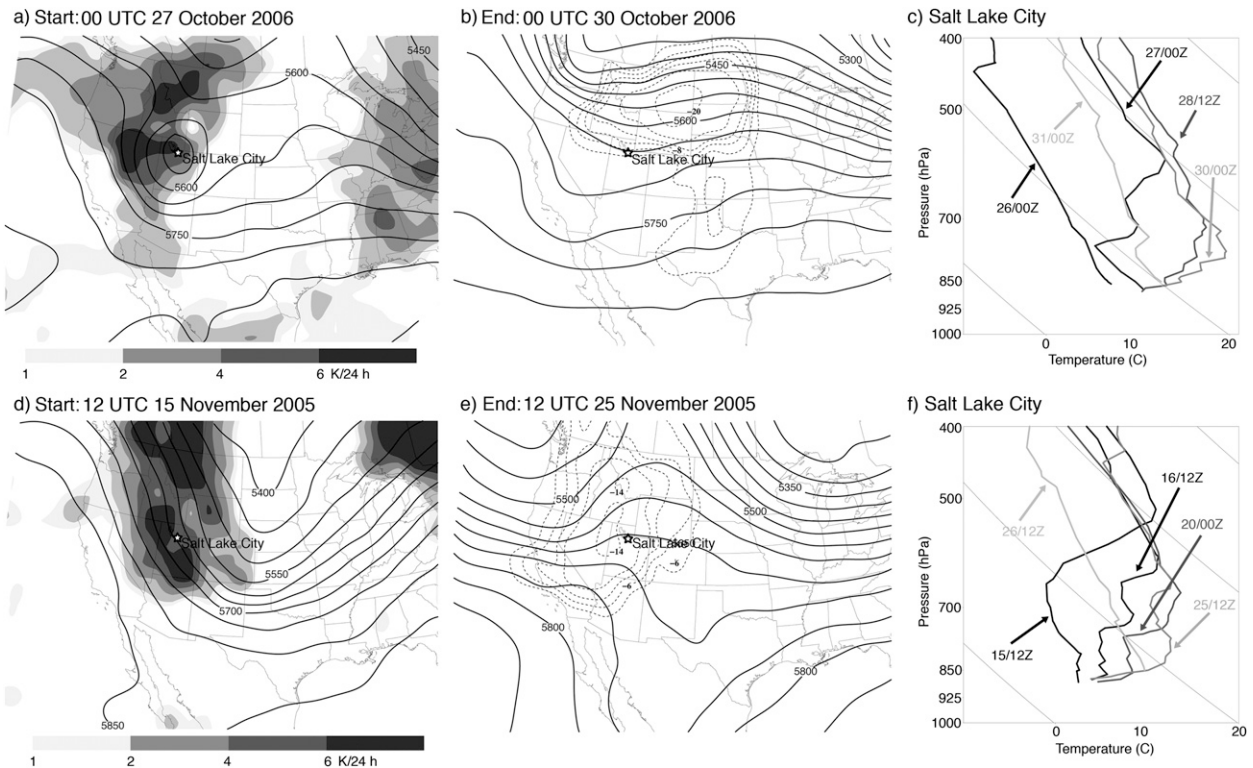 a) Start: 00 UTC 27 October 2006
5450
5600
Salt Lake City
5600
5750
1 2 4 6 K/24 h
b) End: 00 UTC 30 October 2006
5450
5300
-20
5600
-8
Salt Lake City
5750
c) Salt Lake City
400
500
700
850
925
1000
Pressure (hPa)
27/00Z
28/12Z
31/00Z
30/00Z
26/00Z
0 10 20
Temperature (C)
d) Start: 12 UTC 15 November 2005
5400
Salt Lake City
5550
5700
5850
1 2 4 6 K/24 h
e) End: 12 UTC 25 November 2005
5350
5500
-14
5500
Salt Lake City
-14
-6
-6
5800
5800
f) Salt Lake City
400
500
700
850
925
1000
Pressure (hPa)
16/12Z
20/00Z
26/12Z
25/12Z
15/12Z
0 10 20
Temperature (C)